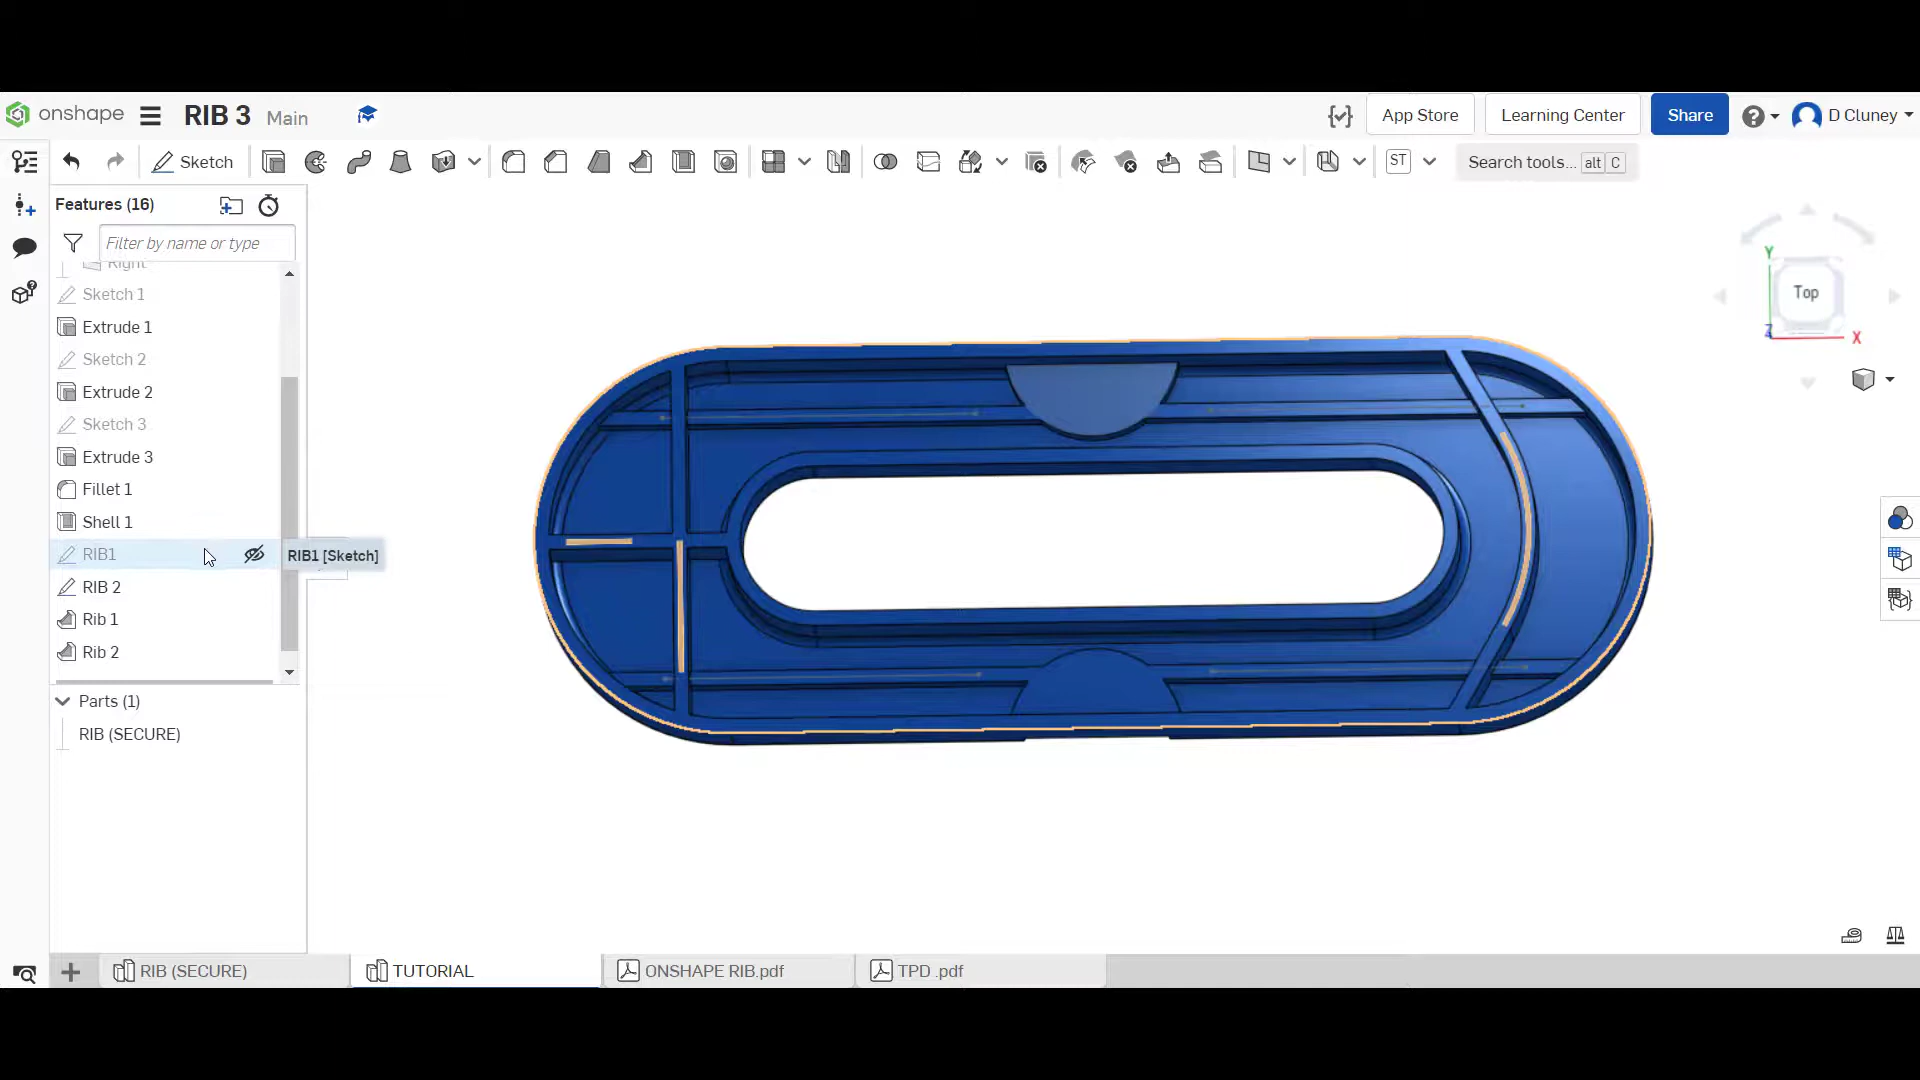 onshape RIB 3 Main App Store Learning Center Share D Cluney
Sketch ST Search tools... alt C
Features (16)
Filter by name or type
Right
Sketch 1
Extrude 1
Sketch 2
Extrude 2
Sketch 3
Extrude 3
Fillet 1
Shell 1
RIB1
RIB1 [Sketch]
RIB 2
Rib 1
Rib 2
Parts (1)
RIB (SECURE)
Y
Top
Z
X
RIB (SECURE) TUTORIAL ONSHAPE RIB.pdf TPD .pdf